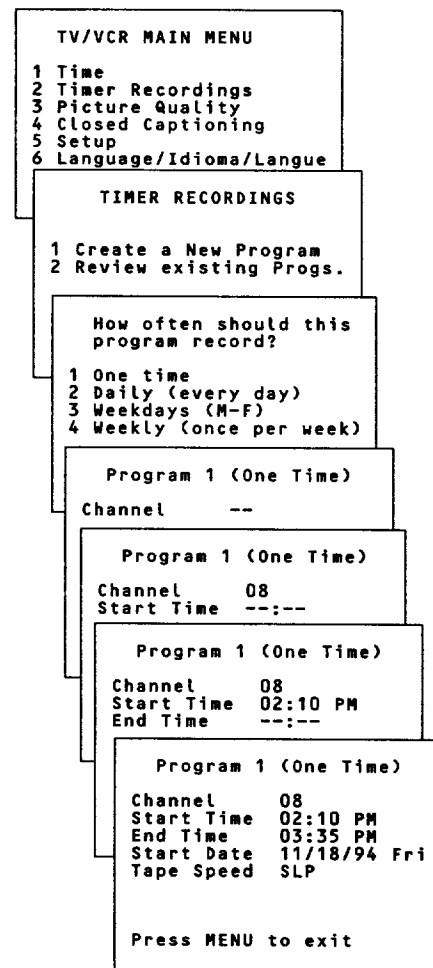 TV/VCR MAIN MENU
1 Time
2 Timer Recordings
3 Picture Quality
4 Closed Captioning
5 Setup
6 Language/Idioma/Langue
TIMER RECORDINGS
1 Create a New Program
2 Review existing Progs.
How often should this
program record?
1 One time
2 Daily (every day)
3 Weekdays (M-F)
4 Weekly (once per week)
Program 1 (One Time)
Channel --
Program 1 (One Time)
Channel 08
Start Time --:--
Program 1 (One Time)
Channel 08
Start Time 02:10 PM
End Time --:--
Program 1 (One Time)
Channel 08
Start Time 02:10 PM
End Time 03:35 PM
Start Date 11/18/94 Fri
Tape Speed SLP
Press MENU to exit